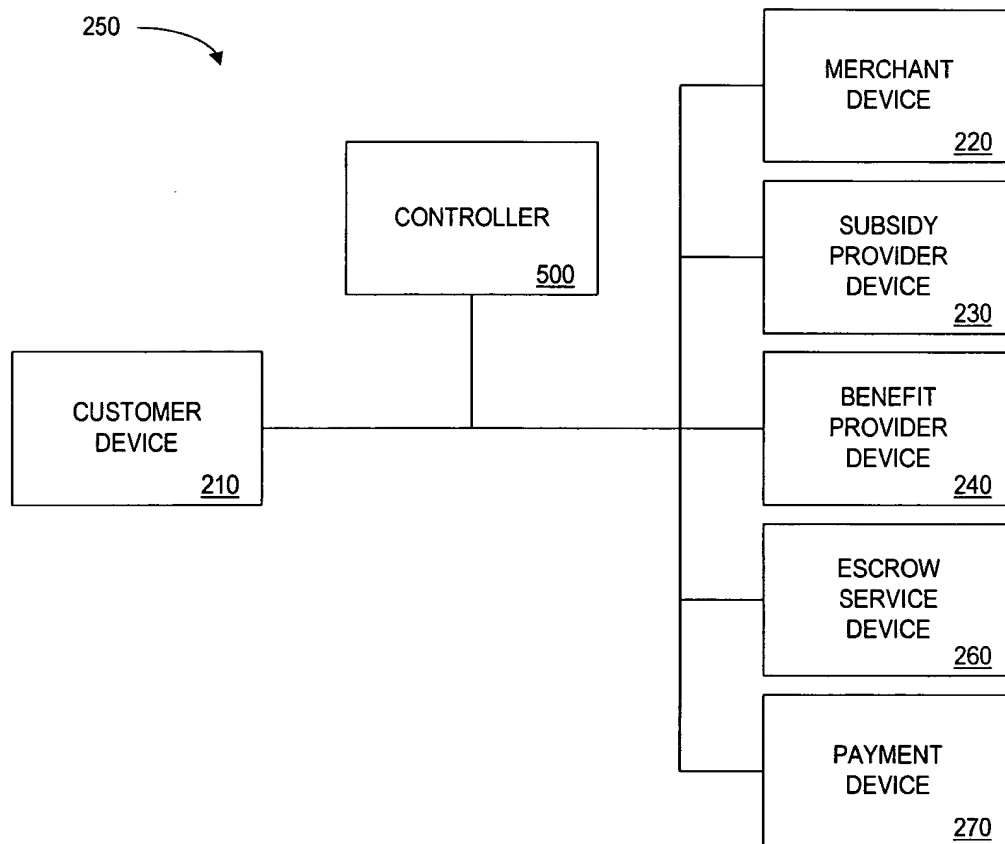 250
MERCHANT
DEVICE
220
CONTROLLER
500
SUBSIDY
PROVIDER
DEVICE
230
CUSTOMER
DEVICE
210
BENEFIT
PROVIDER
DEVICE
240
ESCROW
SERVICE
DEVICE
260
PAYMENT
DEVICE
270